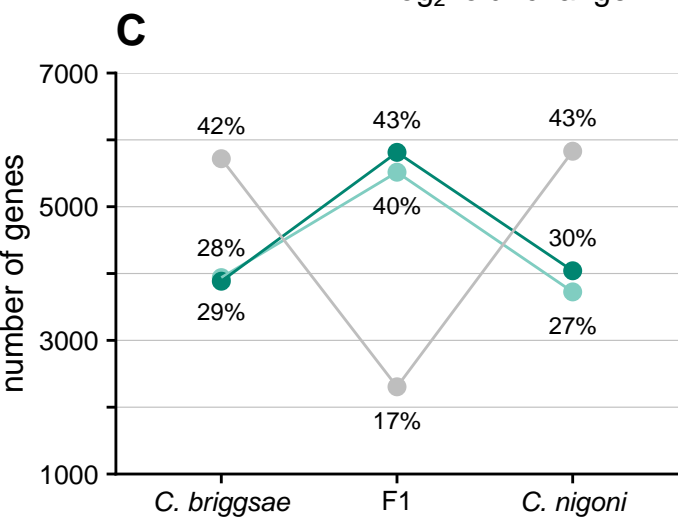 C
7000
5000
3000
1000
number of genes
42%
43%
43%
28%
40%
30%
29%
27%
17%
C. briggsae
F1
C. nigoni